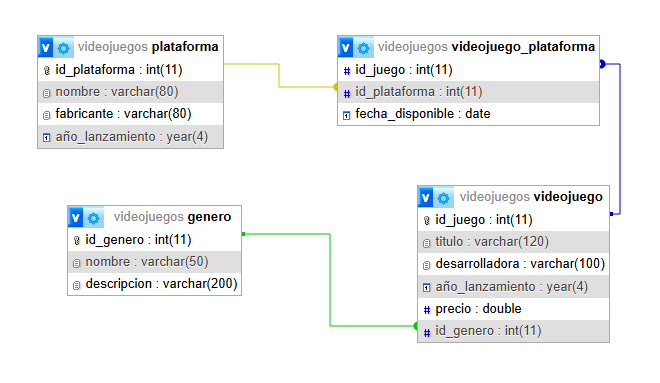 videojuegos plataforma
id_plataforma : int(11)
nombre : varchar(80)
fabricante : varchar(80)
año_lanzamiento : year(4)
videojuegos videojuego_plataforma
id_juego : int(11)
id_plataforma : int(11)
fecha_disponible : date
videojuegos genero
id_genero : int(11)
nombre : varchar(50)
descripcion : varchar(200)
videojuegos videojuego
id_juego : int(11)
titulo : varchar(120)
desarrolladora : varchar(100)
año_lanzamiento : year(4)
precio : double
id_genero : int(11)